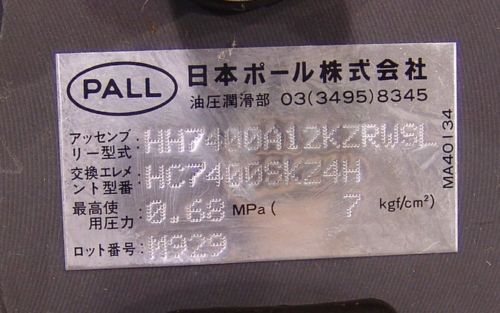 PALL 日本ポール株式会社
油圧潤滑部 03(3495)8345
アッセンブリー型式 HH7400A12KZRWSL
交換エレメント型番 HC7400SKZ4H
最高使用圧力 0.68 MPa( 7 kgf/cm²)
ロット番号 M929
MA40134